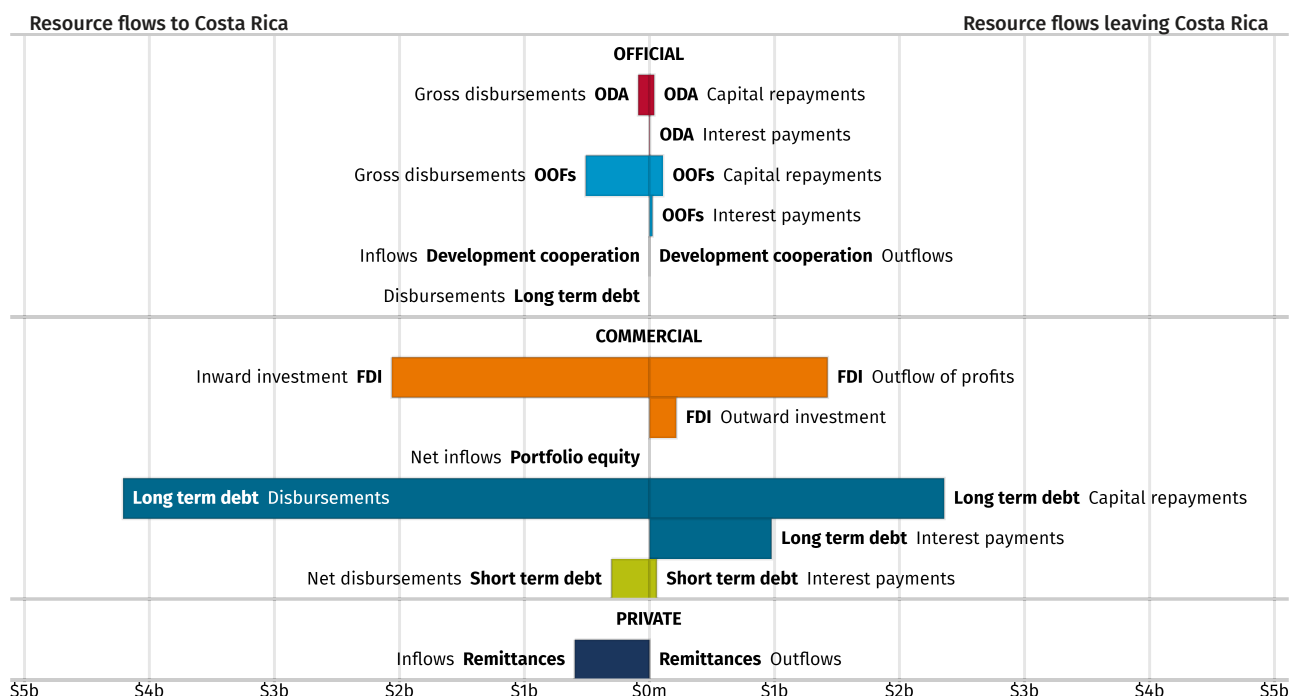 Resource flows to Costa Rica Resource flows leaving Costa Rica
OFFICIAL
Gross disbursements ODA ODA Capital repayments
ODA Interest payments
Gross disbursements OOFs OOFs Capital repayments
OOFs Interest payments
Inflows Development cooperation Development cooperation Outflows
Disbursements Long term debt
COMMERCIAL
Inward investment FDI FDI Outflow of profits
FDI Outward investment
Net inflows Portfolio equity
Long term debt Disbursements Long term debt Capital repayments
Long term debt Interest payments
Net disbursements Short term debt Short term debt Interest payments
PRIVATE
Inflows Remittances Remittances Outflows
$5b $4b $3b $2b $1b $0m $1b $2b $3b $4b $5b